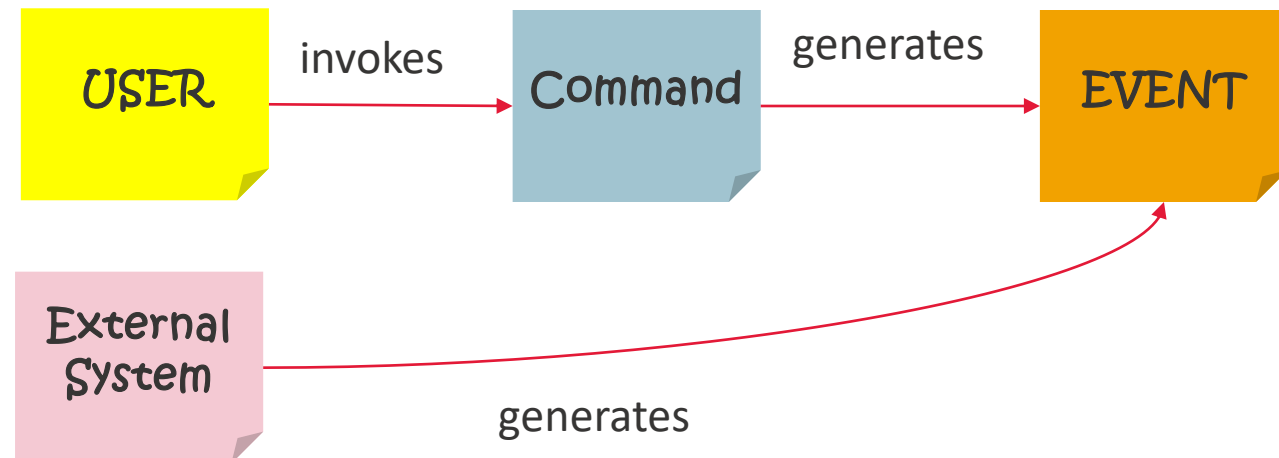 USER
invokes
Command
generates
EVENT
External
System
generates